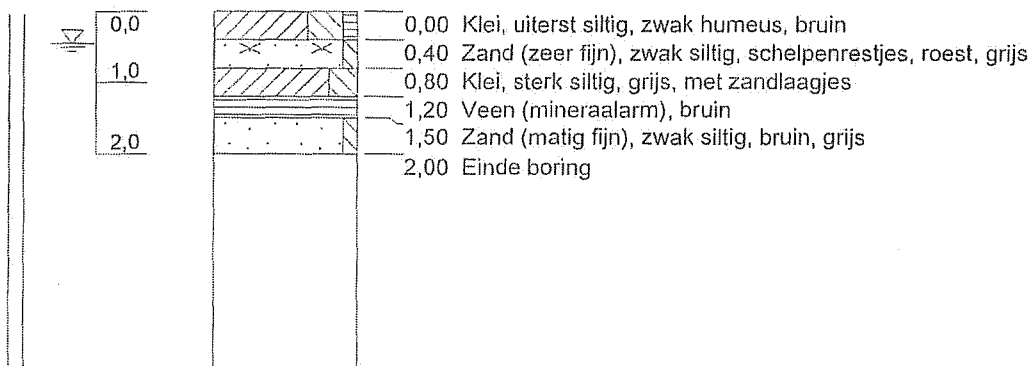 0,0
1,0
2,0
0,00 Klei, uiterst siltig, zwak humeus, bruin
0,40 Zand (zeer fijn), zwak siltig, schelpenrestjes, roest, grijs
0,80 Klei, sterk siltig, grijs, met zandlaagjes
1,20 Veen (mineraalarm), bruin
1,50 Zand (matig fijn), zwak siltig, bruin, grijs
2,00 Einde boring